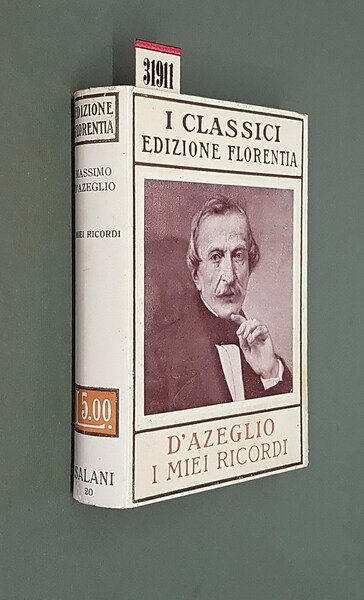 31911
I CLASSICI
EDIZIONE FLORENTIA
D'AZEGLIO
I MIEI RICORDI
EDIZIONE
FLORENTIA
MASSIMO
D'AZEGLIO
I MIEI RICORDI
5.00
SALANI
20